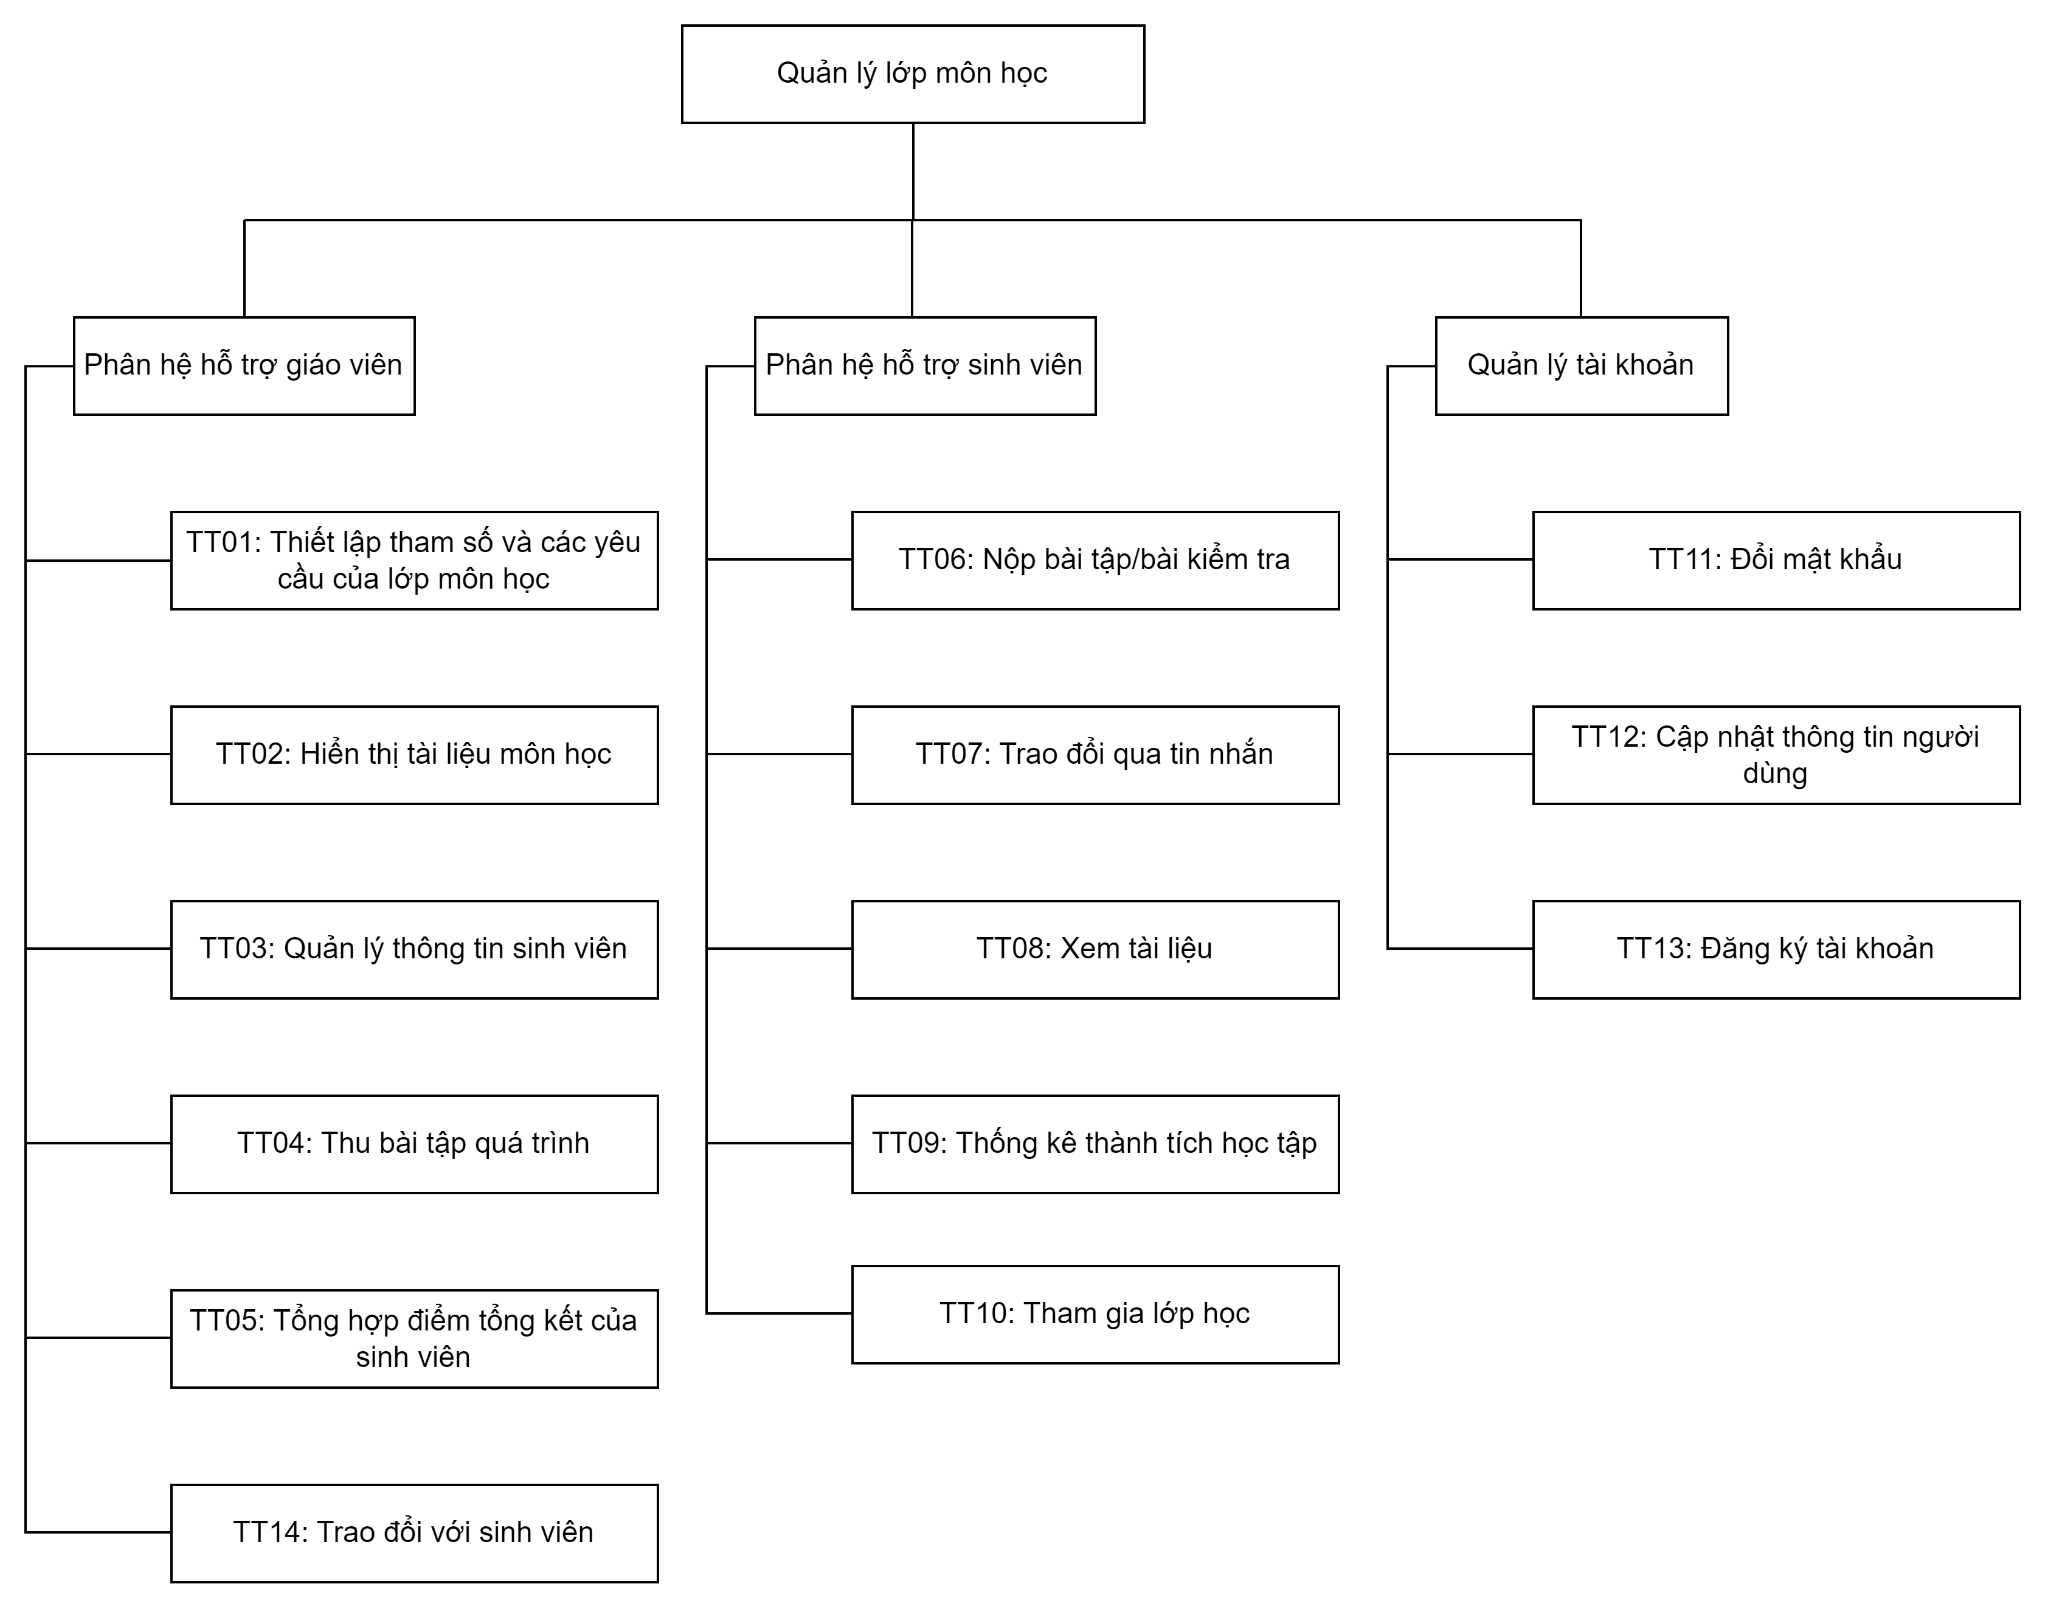 Quản lý lớp môn học
Phân hệ hỗ trợ giáo viên
TT01: Thiết lập tham số và các yêu
cầu của lớp môn học
TT02: Hiển thị tài liệu môn học
TT03: Quản lý thông tin sinh viên
TT04: Thu bài tập quá trình
TT05: Tổng hợp điểm tổng kết của
sinh viên
TT14: Trao đổi với sinh viên
Phân hệ hỗ trợ sinh viên
TT06: Nộp bài tập/bài kiểm tra
TT07: Trao đổi qua tin nhắn
TT08: Xem tài liệu
TT09: Thống kê thành tích học tập
TT10: Tham gia lớp học
Quản lý tài khoản
TT11: Đổi mật khẩu
TT12: Cập nhật thông tin người
dùng
TT13: Đăng ký tài khoản